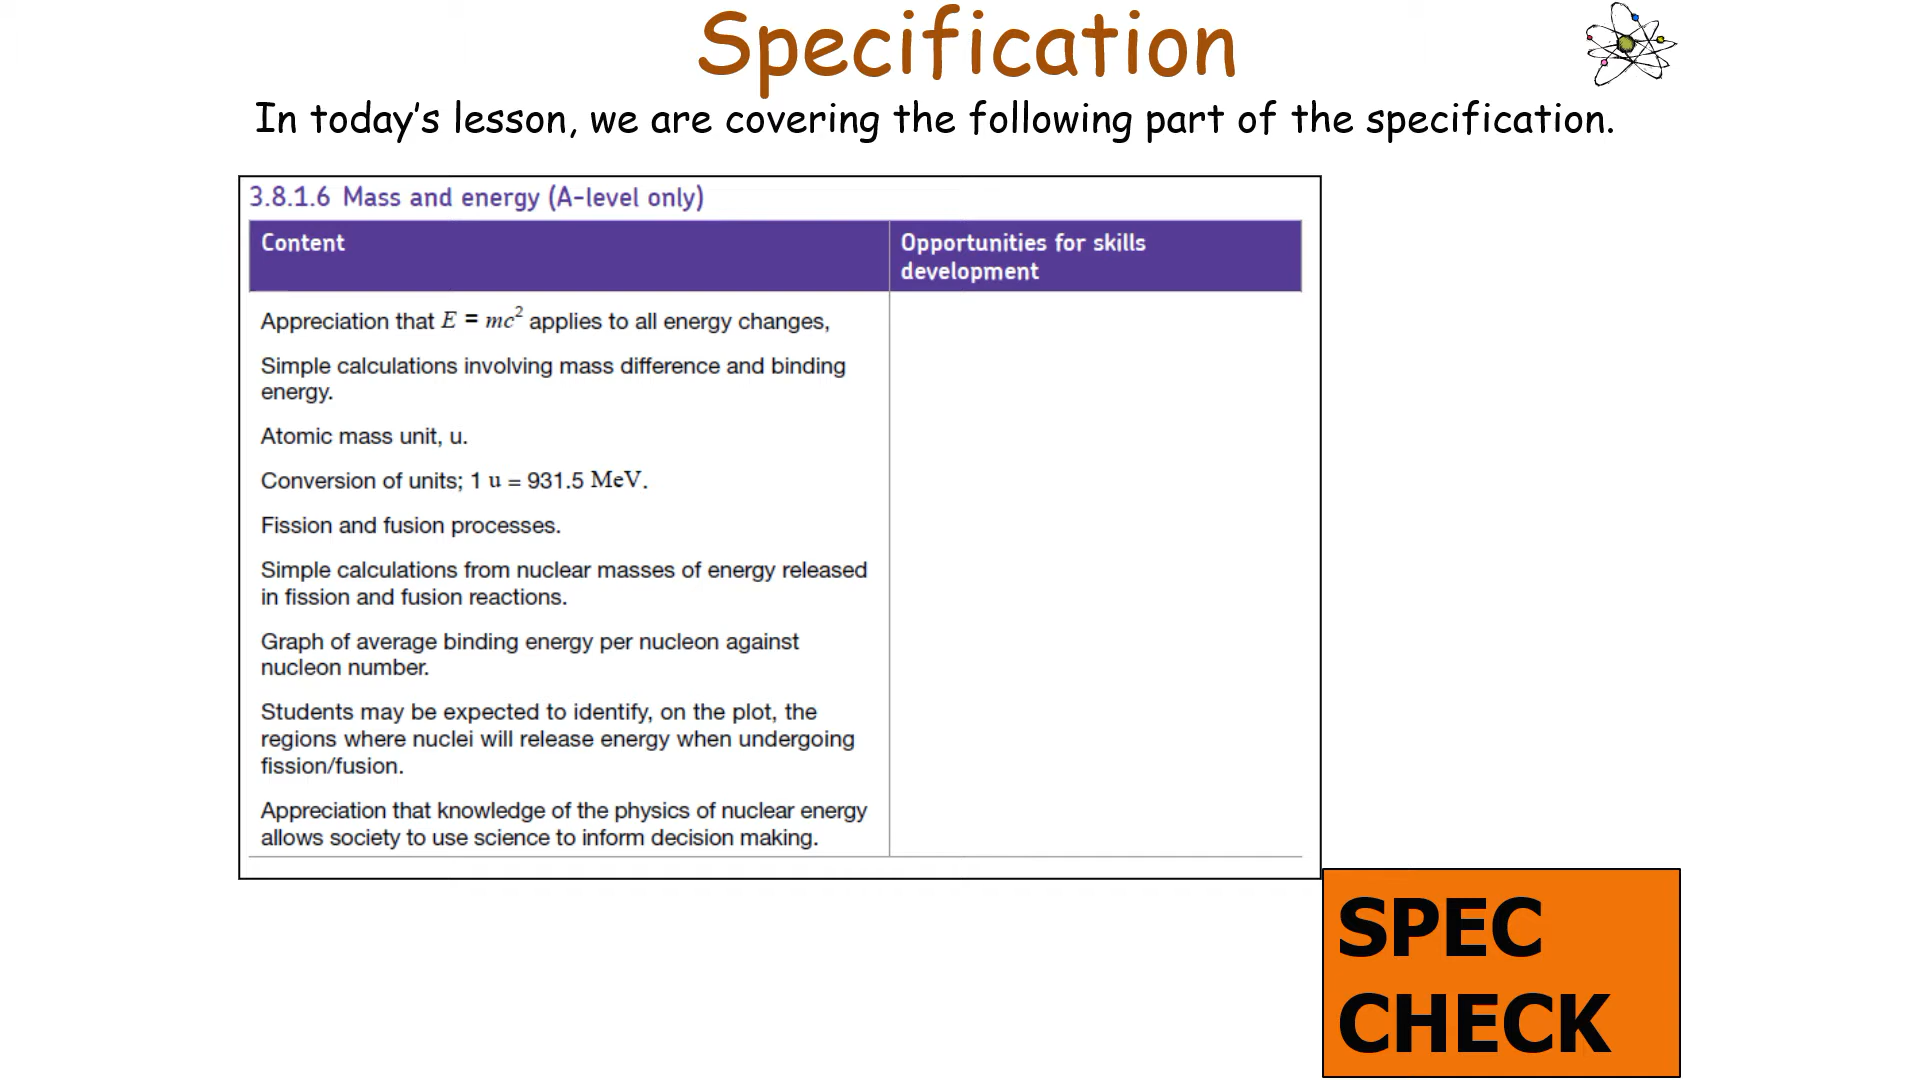 Specification
In today's lesson, we are covering the following part of the specification.
3.8.1.6 Mass and energy (A-level only)
Content
Opportunities for skills
development
Appreciation that E = mc² applies to all energy changes,
Simple calculations involving mass difference and binding
energy.
Atomic mass unit, u.
Conversion of units; 1 u = 931.5 MeV.
Fission and fusion processes.
Simple calculations from nuclear masses of energy released
in fission and fusion reactions.
Graph of average binding energy per nucleon against
nucleon number.
Students may be expected to identify, on the plot, the
regions where nuclei will release energy when undergoing
fission/fusion.
Appreciation that knowledge of the physics of nuclear energy
allows society to use science to inform decision making.
SPEC
CHECK